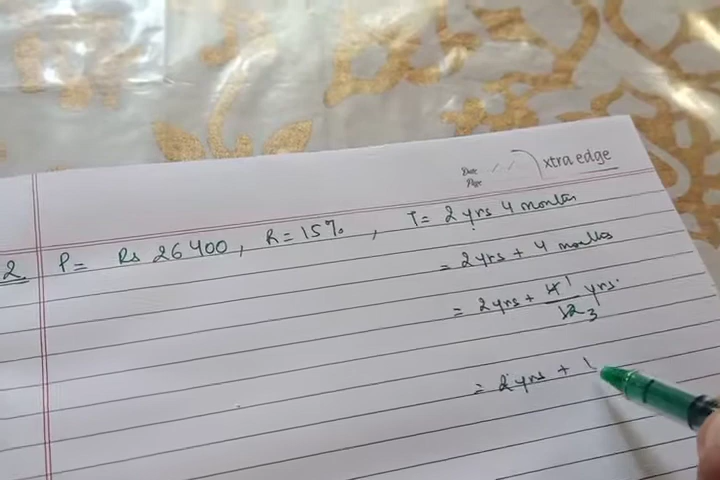 Date / /
Page
xtra edge
2 P = Rs 26400, R = 15%, T = 2 yrs 4 months
= 2 yrs + 4 months
= 2 yrs + 4 1 / 12 3 yrs.
= 2 yrs + 1